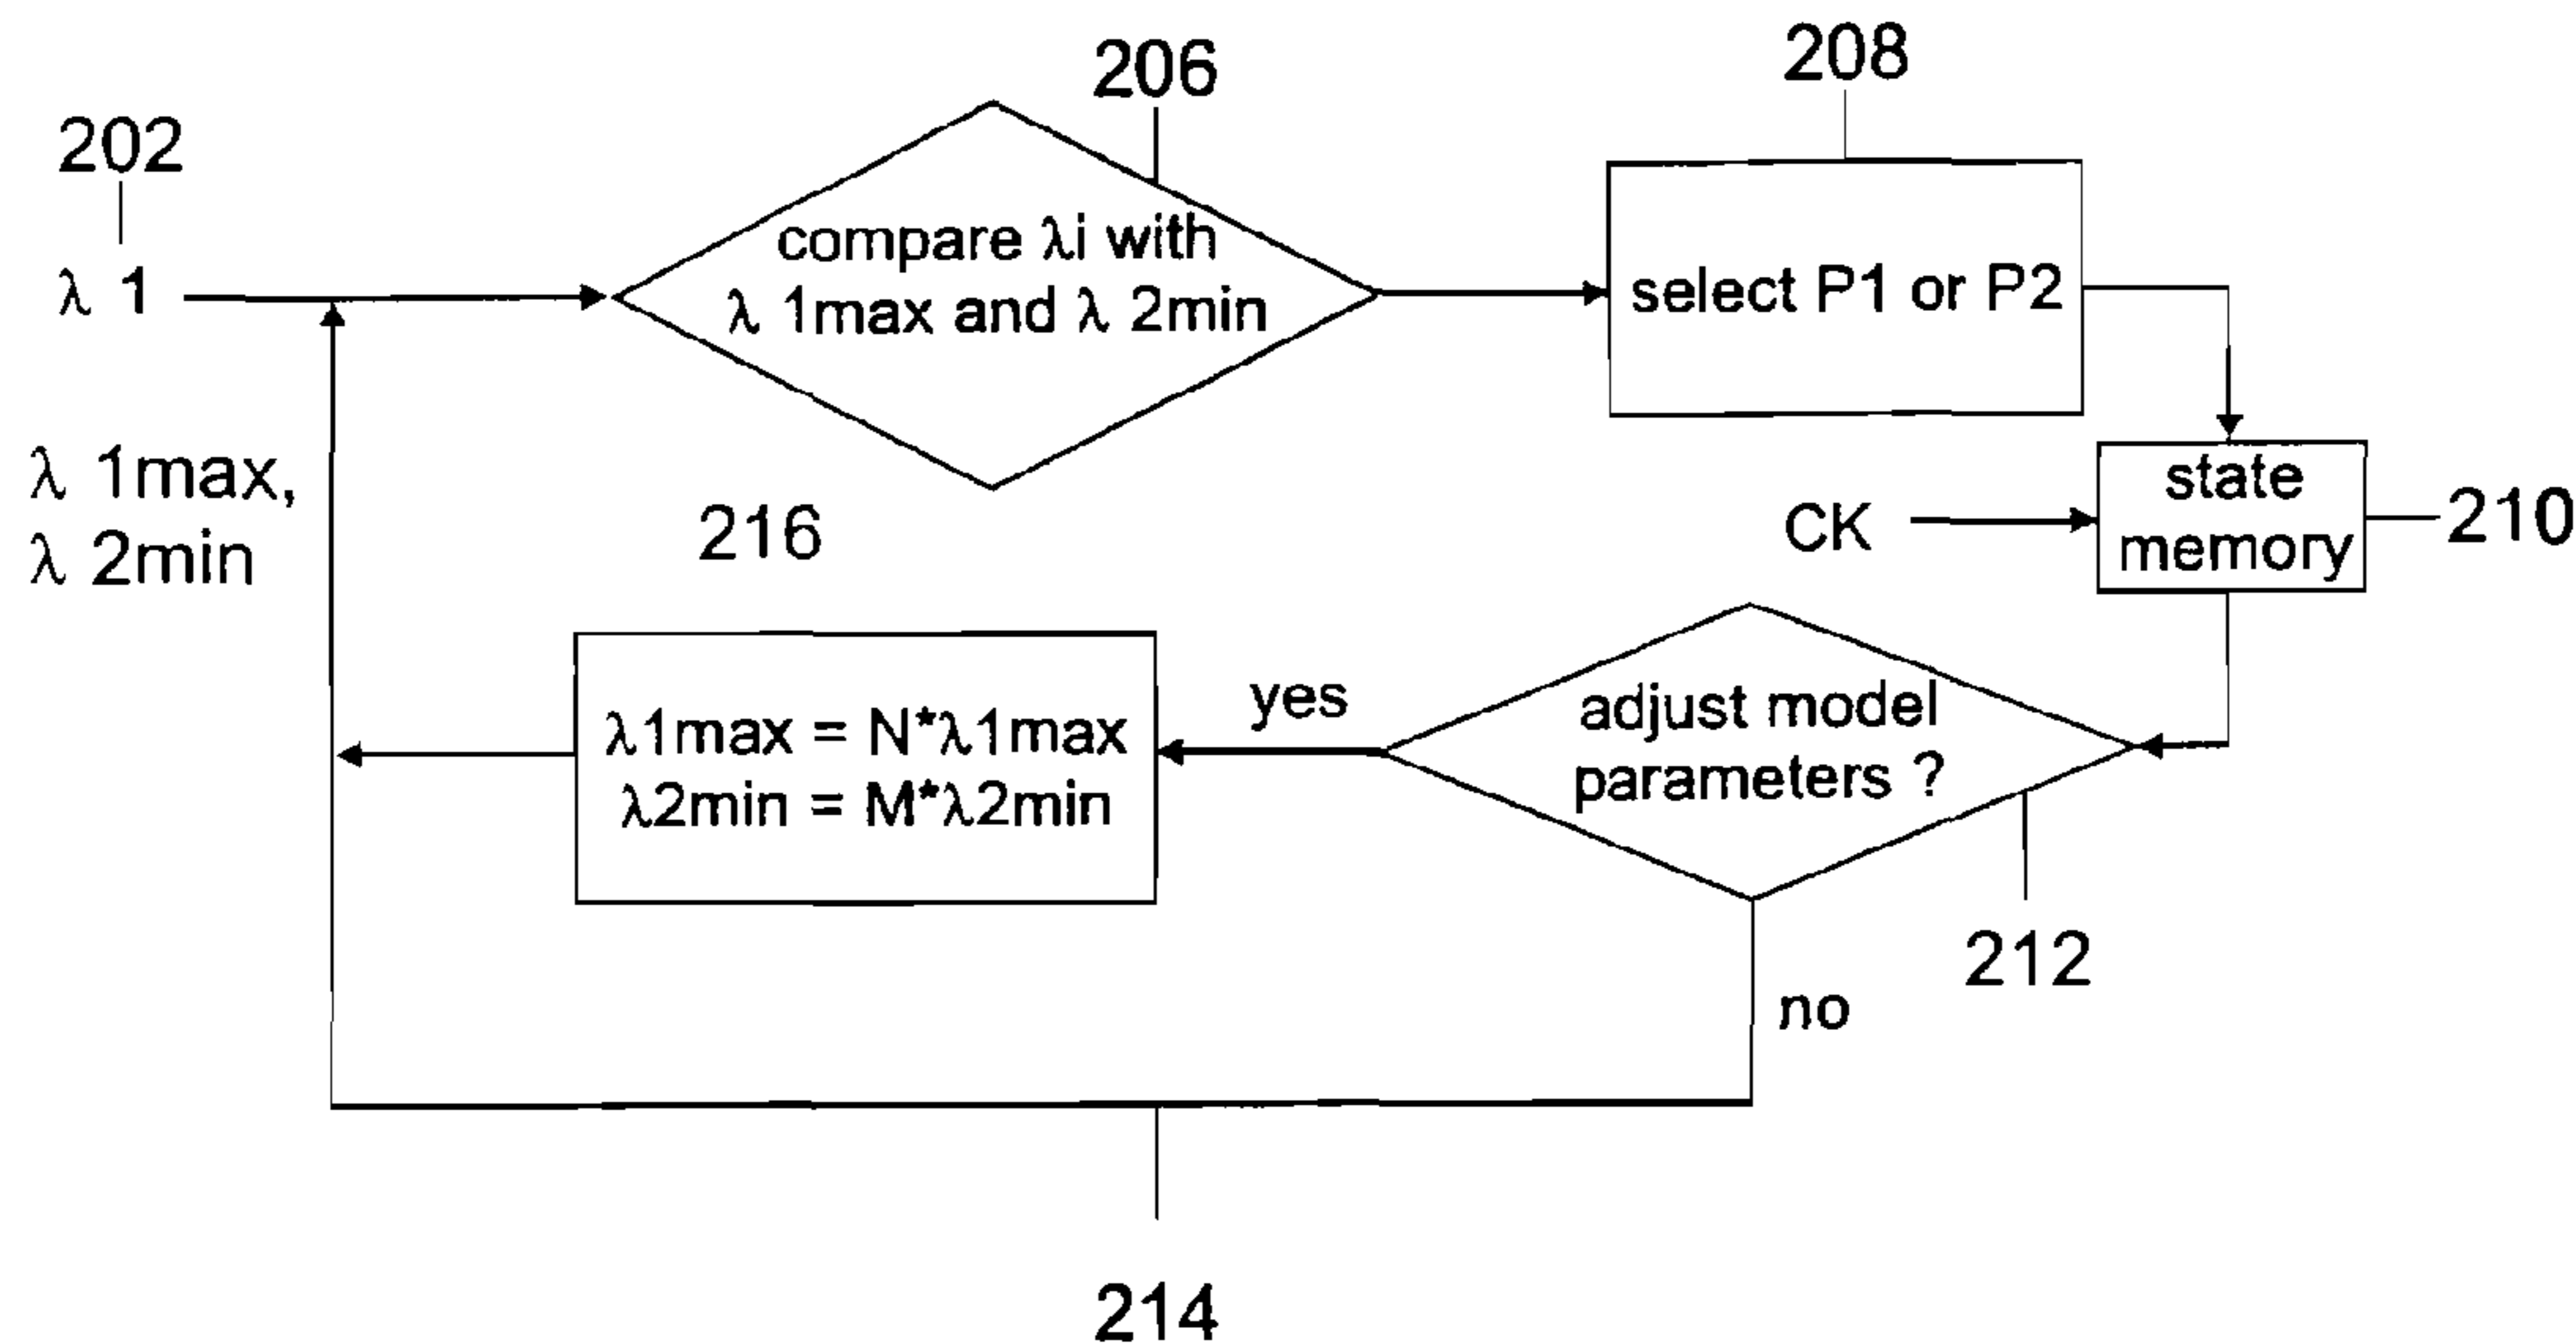 206
208
202
compare λi with
λ 1max and λ 2min
λ 1
select P1 or P2
λ 1max,
λ 2min
216
CK
state
memory
210
λ1max = N*λ1max
λ2min = M*λ2min
yes
adjust model
parameters ?
212
no
214